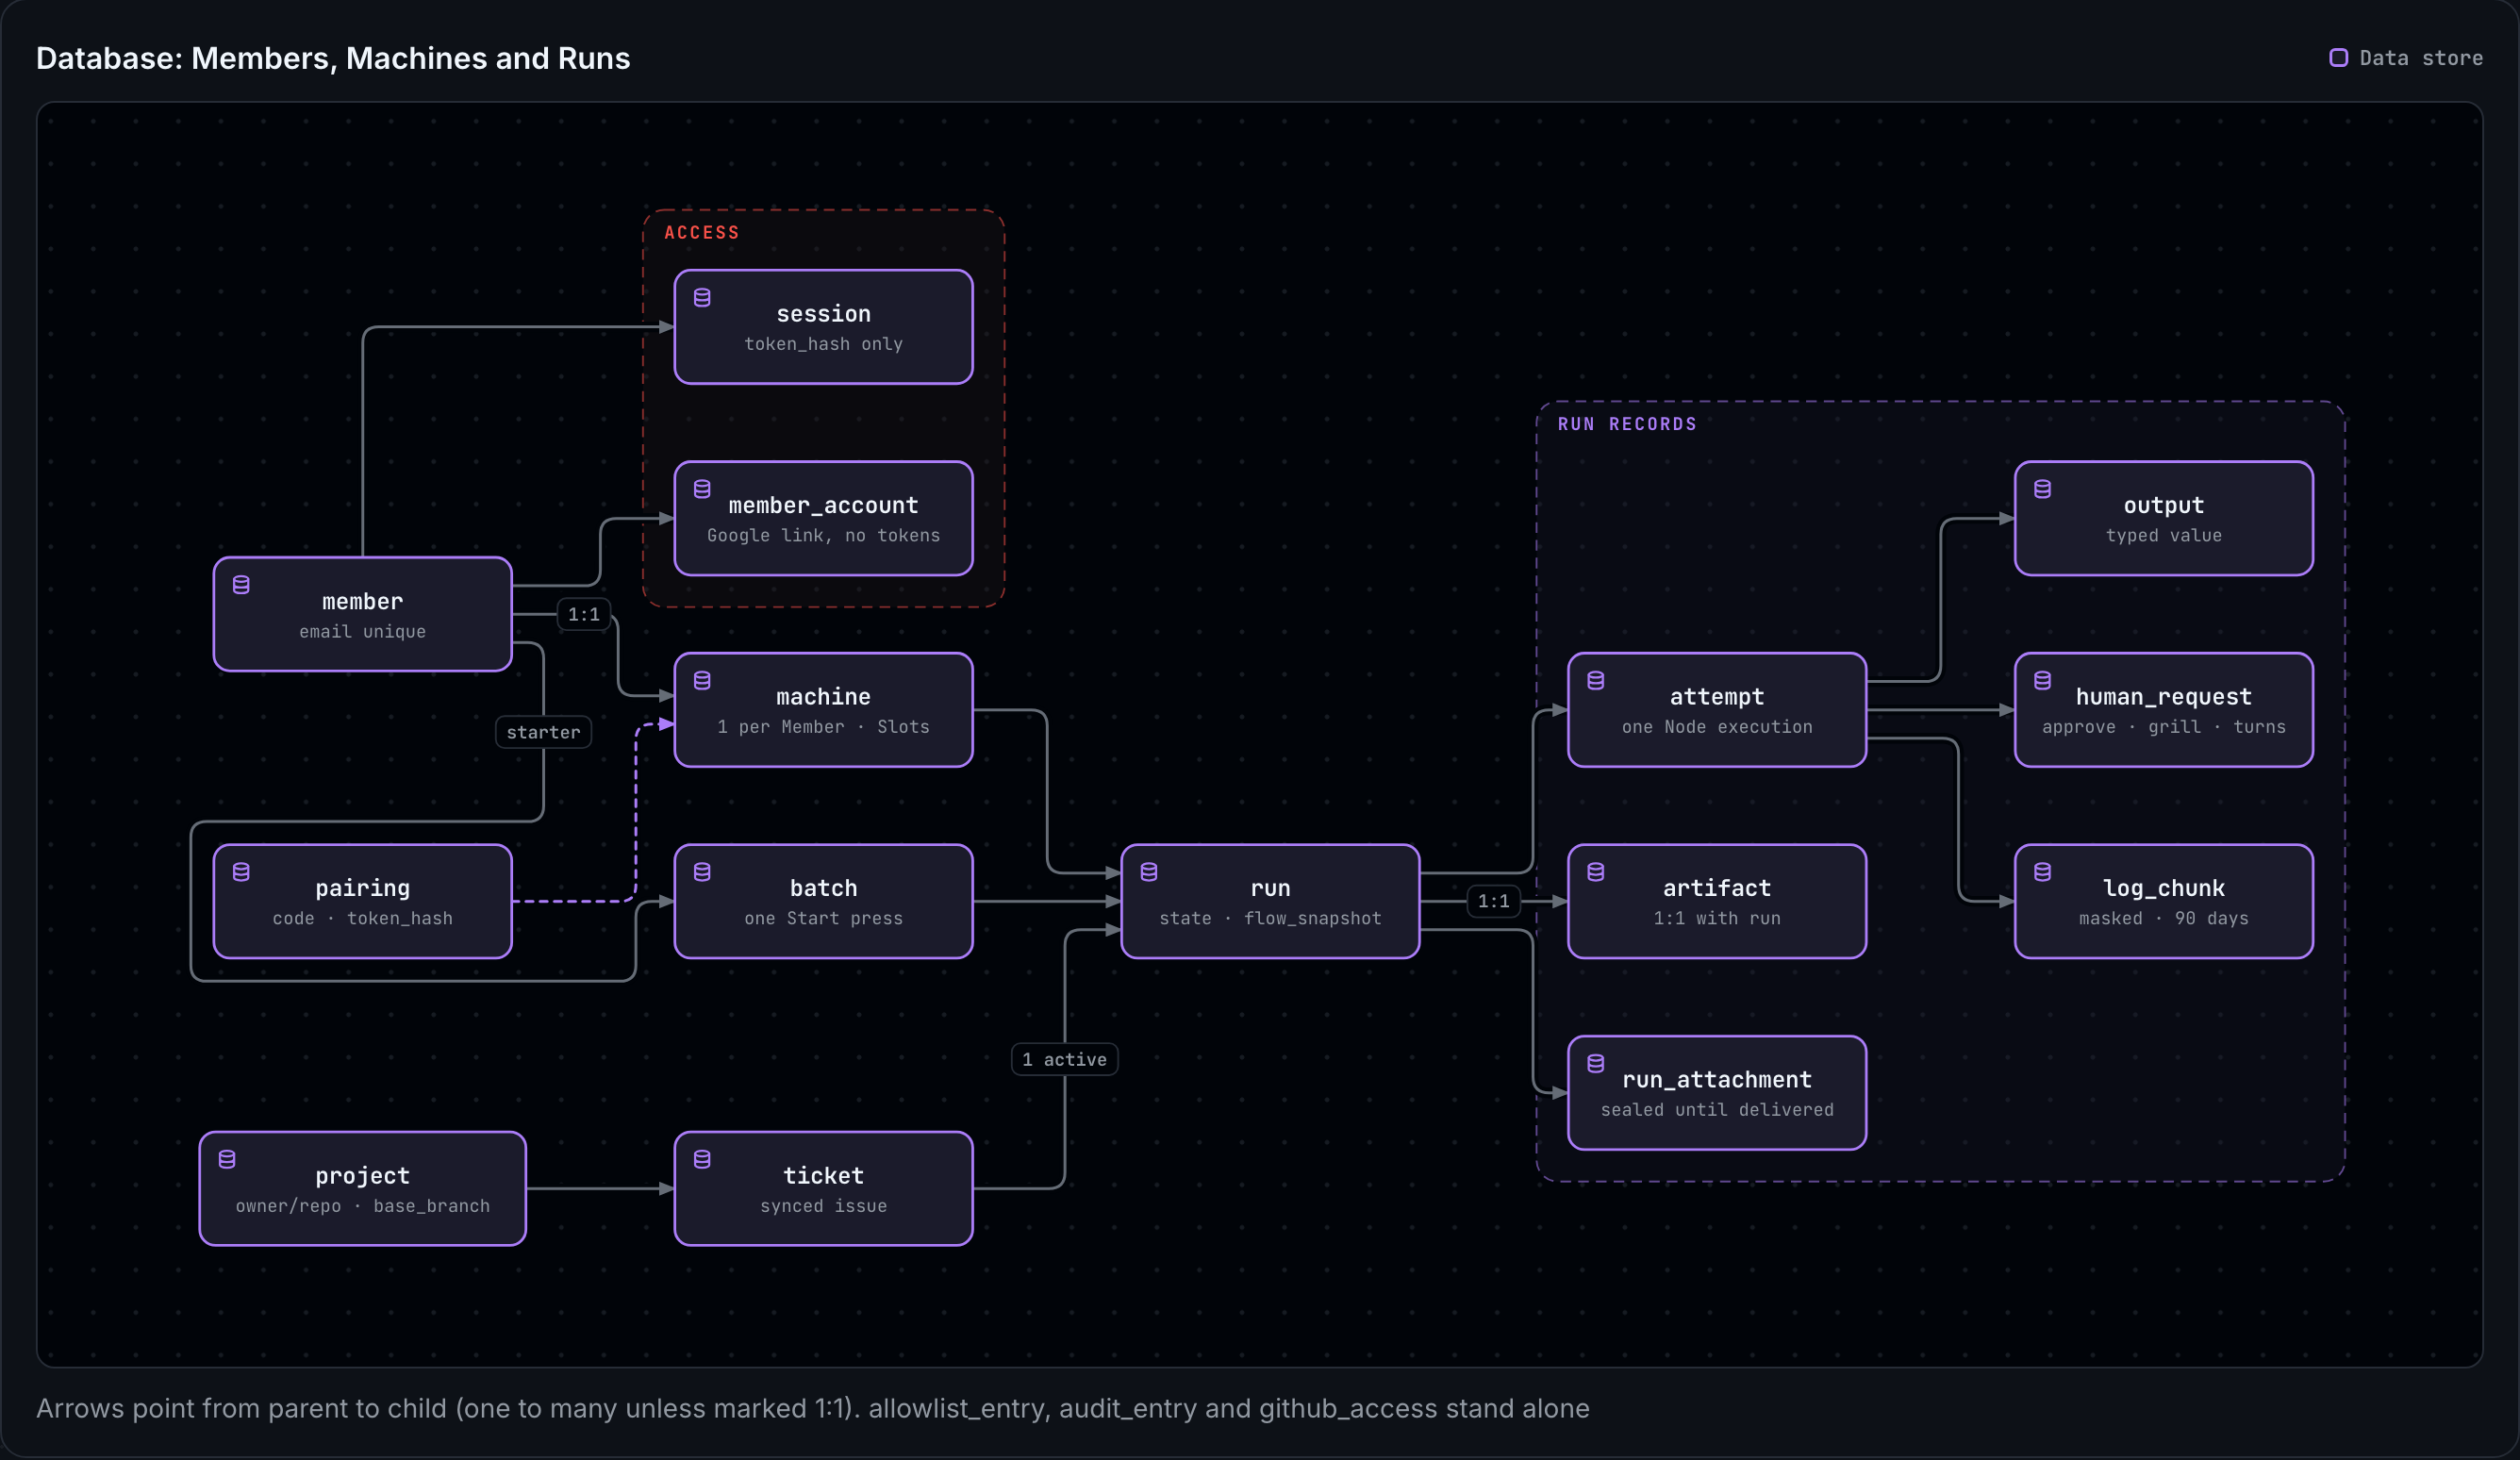 Database: Members, Machines and Runs
Data store
ACCESS
session
token_hash only
member_account
Google link, no tokens
member
email unique
1:1
starter
machine
1 per Member · Slots
pairing
code · token_hash
batch
one Start press
project
owner/repo · base_branch
ticket
synced issue
1 active
run
state · flow_snapshot
1:1
RUN RECORDS
attempt
one Node execution
artifact
1:1 with run
run_attachment
sealed until delivered
output
typed value
human_request
approve · grill · turns
log_chunk
masked · 90 days
Arrows point from parent to child (one to many unless marked 1:1). allowlist_entry, audit_entry and github_access stand alone